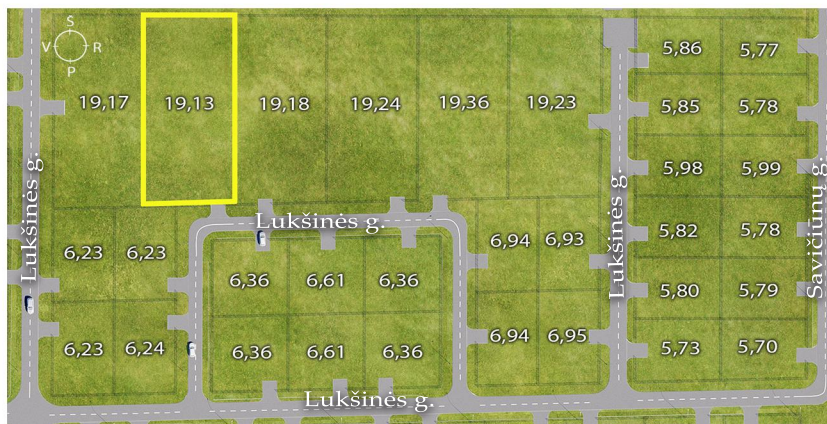 S
V R
P
19,17 19,13 19,18 19,24 19,36 19,23
5,86 5,77
5,85 5,78
5,98 5,99
5,82 5,78
5,80 5,79
5,73 5,70
Lukšinės g.
Lukšinės g.
Lukšinės g.
Savičiūnų g.
6,23 6,23
6,23 6,24
6,36 6,61 6,36
6,36 6,61 6,36
6,94 6,93
6,94 6,95
Lukšinės g.